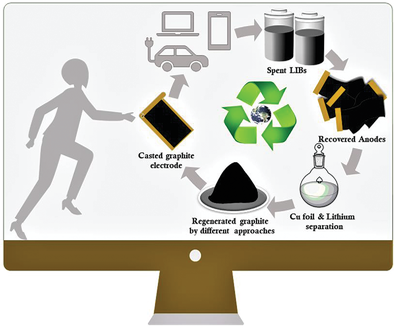 Spent LIBs
Recovered Anodes
Cu foil & Lithium
separation
Regenerated graphite
by different approaches
Casted graphite
electrode